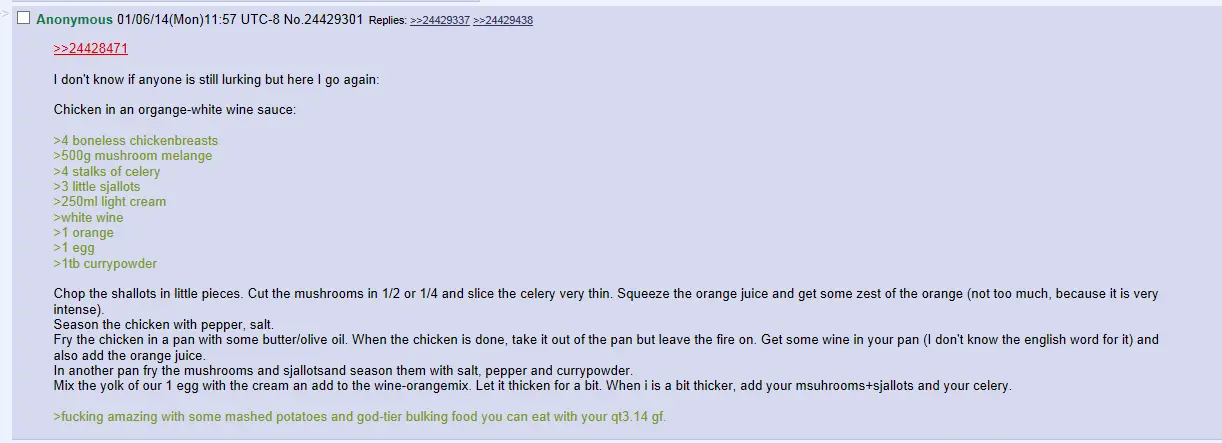 Anonymous 01/06/14(Mon)11:57 UTC-8 No.24429301 Replies: >>24429337 >>24429438
>>24428471
I don't know if anyone is still lurking but here I go again:
Chicken in an organge-white wine sauce:
>4 boneless chickenbreasts
>500g mushroom melange
>4 stalks of celery
>3 little sjallots
>250ml light cream
>white wine
>1 orange
>1 egg
>1tb currypowder
Chop the shallots in little pieces. Cut the mushrooms in 1/2 or 1/4 and slice the celery very thin. Squeeze the orange juice and get some zest of the orange (not too much, because it is very
intense).
Season the chicken with pepper, salt.
Fry the chicken in a pan with some butter/olive oil. When the chicken is done, take it out of the pan but leave the fire on. Get some wine in your pan (I don't know the english word for it) and
also add the orange juice.
In another pan fry the mushrooms and sjallotsand season them with salt, pepper and currypowder.
Mix the yolk of our 1 egg with the cream an add to the wine-orangemix. Let it thicken for a bit. When i is a bit thicker, add your msuhrooms+sjallots and your celery.
>fucking amazing with some mashed potatoes and god-tier bulking food you can eat with your qt3.14 gf.